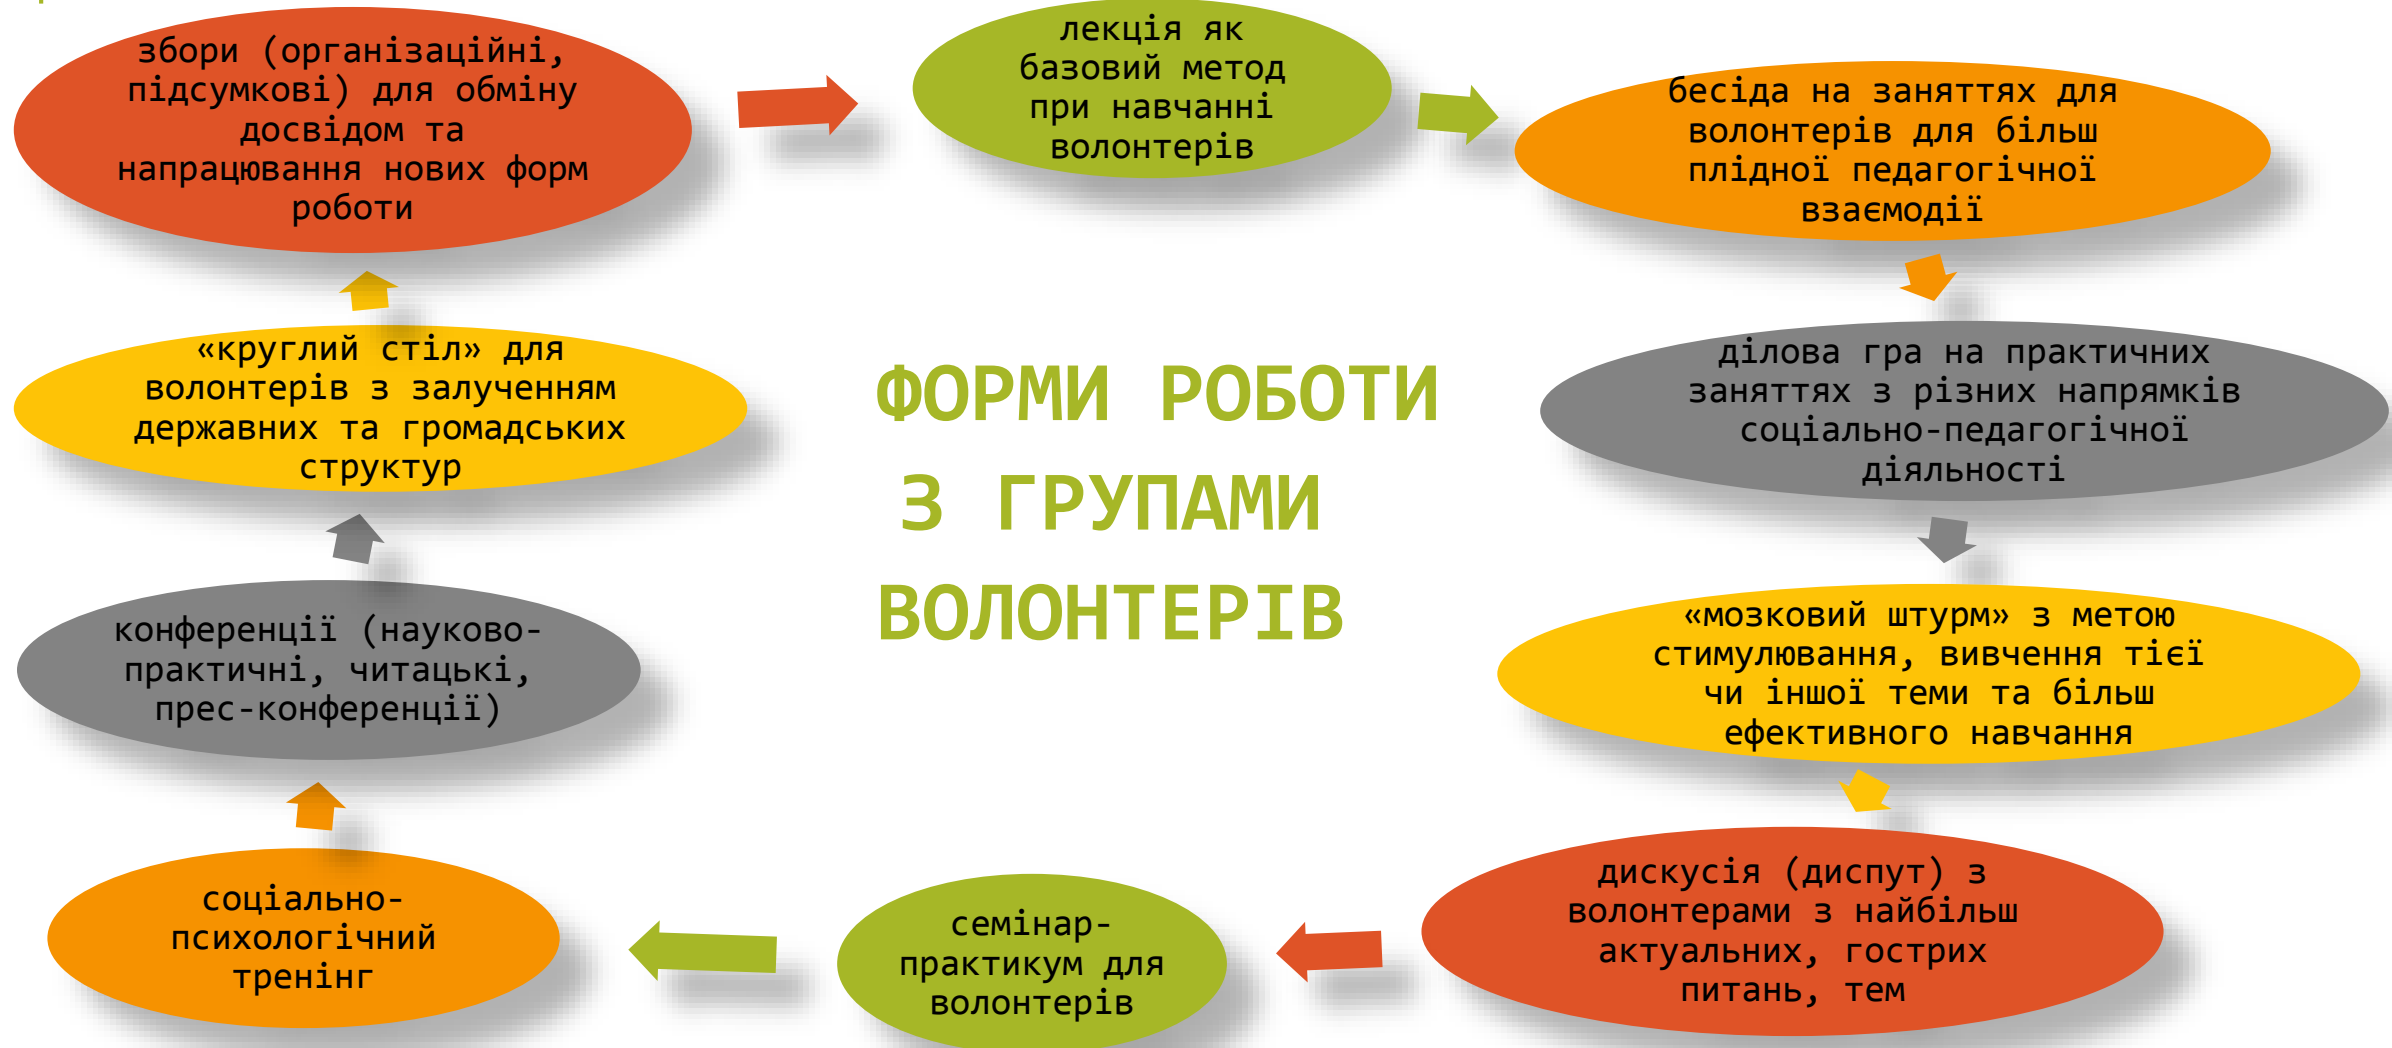 збори (організаційні,
підсумкові) для обміну
досвідом та
напрацювання нових форм
роботи
лекція як
базовий метод
при навчанні
волонтерів
бесіда на заняттях для
волонтерів для більш
плідної педагогічної
взаємодії
ділова гра на практичних
заняттях з різних напрямків
соціально-педагогічної
діяльності
«мозковий штурм» з метою
стимулювання, вивчення тієї
чи іншої теми та більш
ефективного навчання
дискусія (диспут) з
волонтерами з найбільш
актуальних, гострих
питань, тем
семінар-
практикум для
волонтерів
соціально-
психологічний
тренінг
конференції (науково-
практичні, читацькі,
прес-конференції)
«круглий стіл» для
волонтерів з залученням
державних та громадських
структур
ФОРМИ РОБОТИ
З ГРУПАМИ
ВОЛОНТЕРІВ